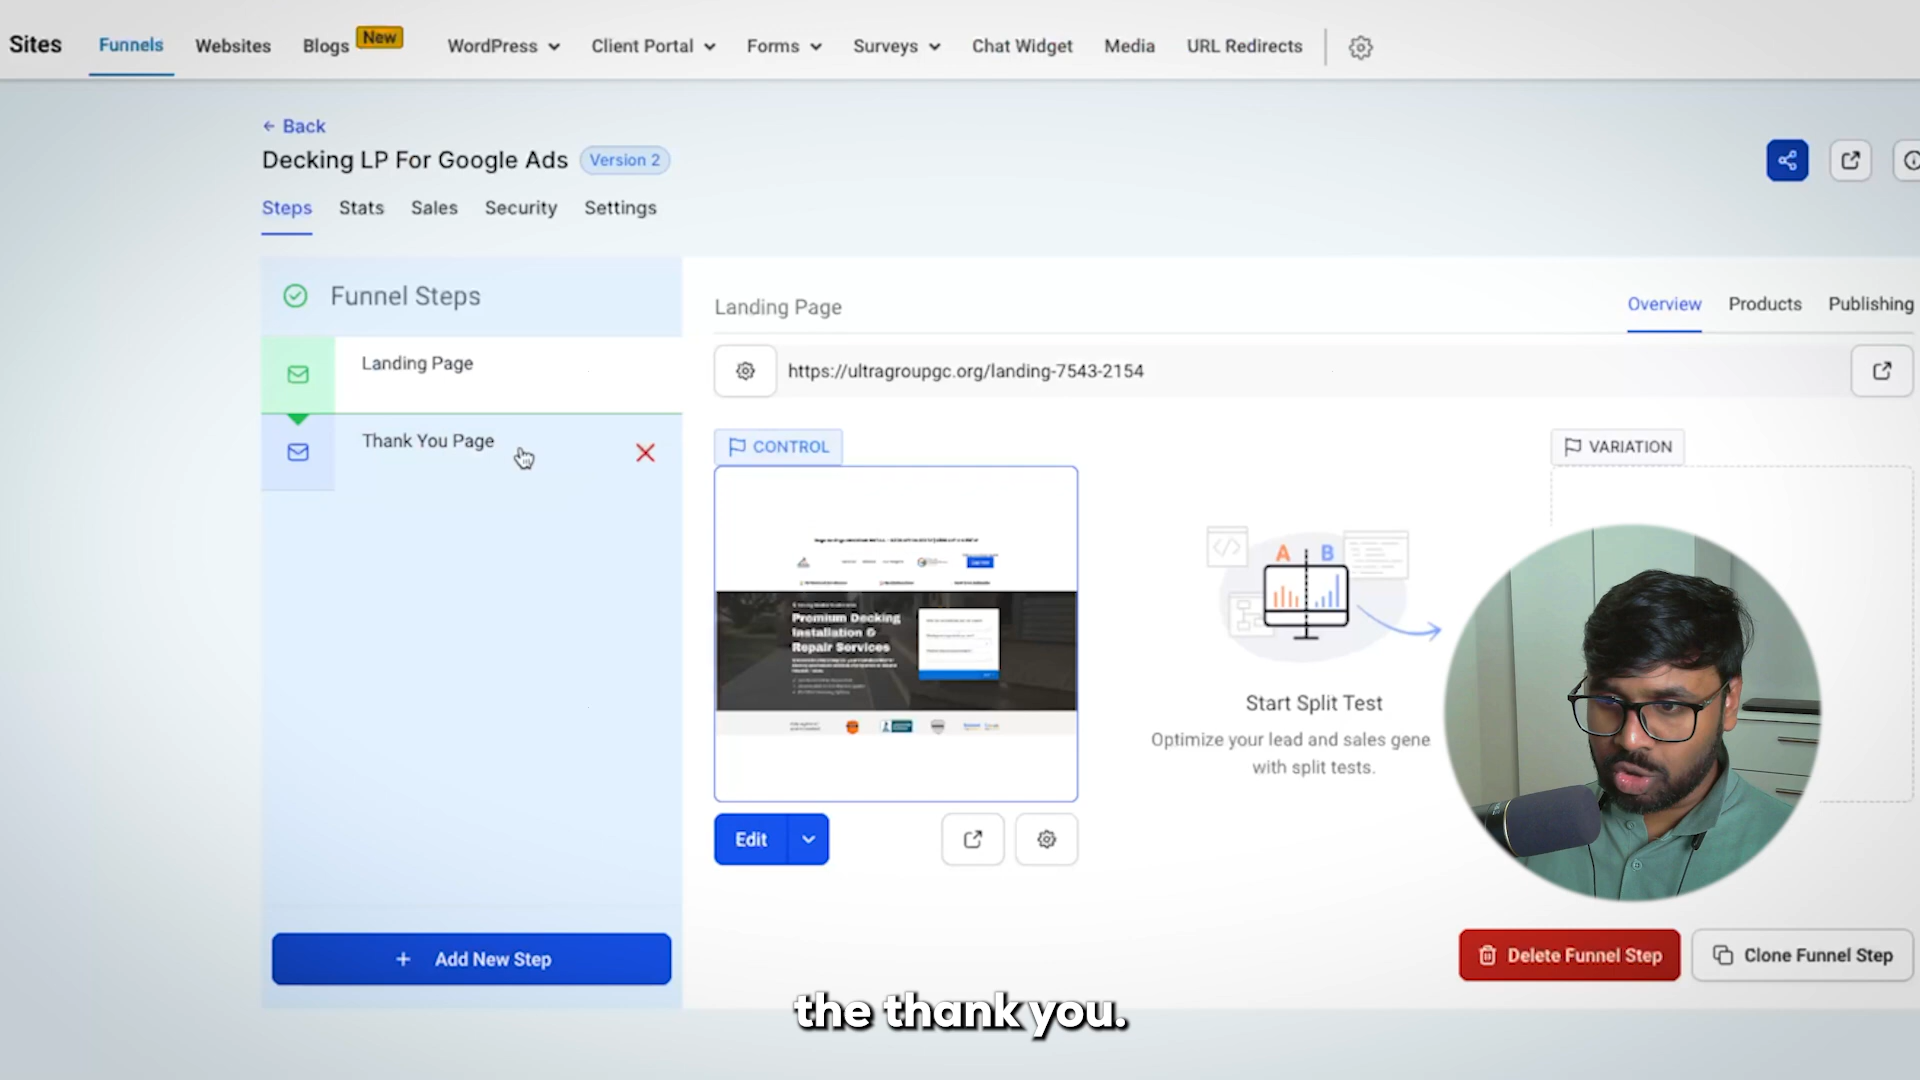 Sites Funnels Websites Blogs New WordPress Client Portal Forms Surveys Chat Widget Media URL Redirects
Back
Decking LP For Google Ads Version 2
Steps Stats Sales Security Settings
Funnel Steps
Landing Page
Thank You Page
+ Add New Step
Landing Page
Overview Products Publishing
https://ultragroupgc.org/landing-7543-2154
CONTROL
VARIATION
Premium Decking
Installation &
Repair Services
A B
Start Split Test
Optimize your lead and sales gene
with split tests.
Edit
Delete Funnel Step
Clone Funnel Step
the thank you.